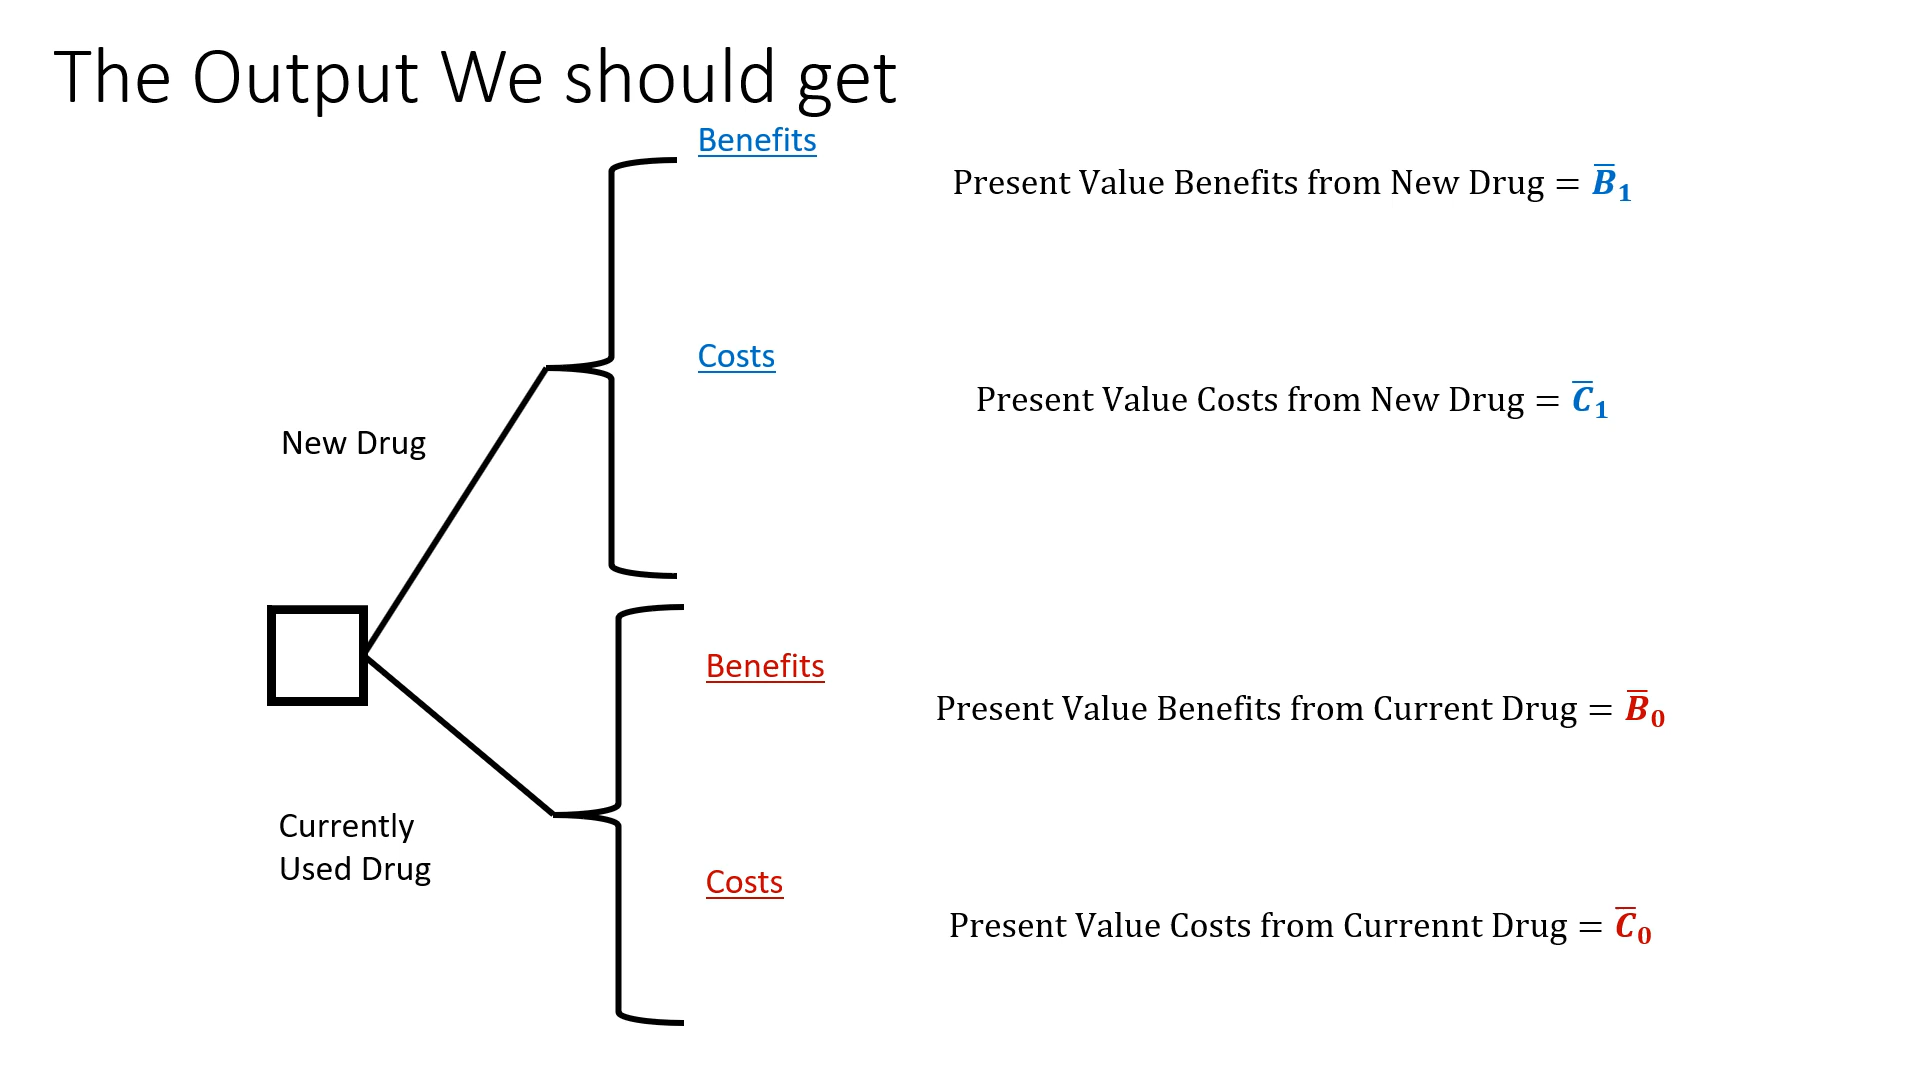 The Output We should get
Benefits
Present Value Benefits from New Drug = B̅₁
Costs
Present Value Costs from New Drug = C̅₁
New Drug
Benefits
Present Value Benefits from Current Drug = B̅₀
Currently
Used Drug
Costs
Present Value Costs from Currennt Drug = C̅₀